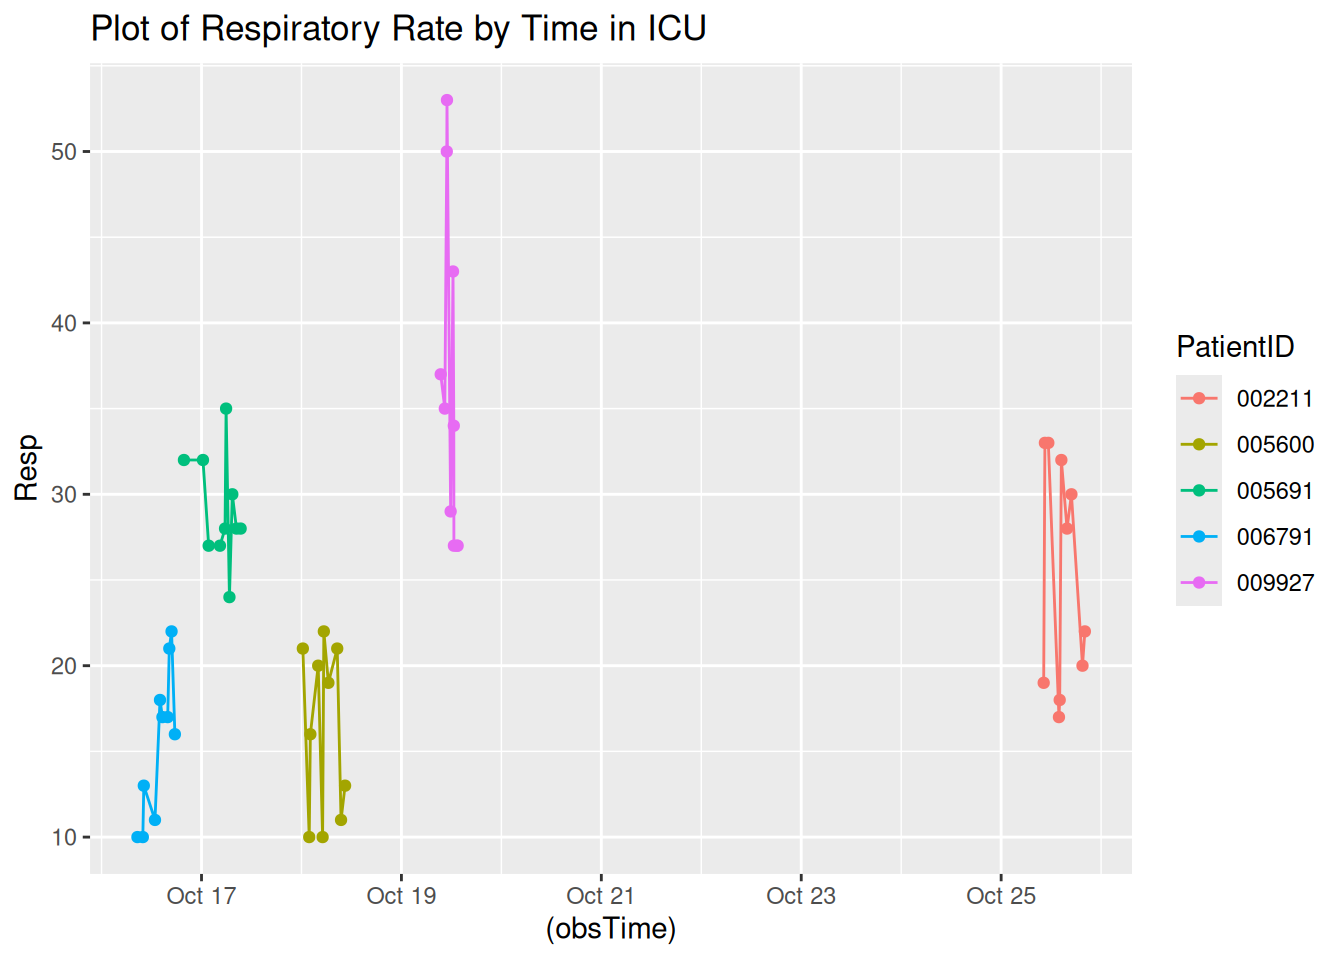 Plot of Respiratory Rate by Time in ICU
50
40
30
20
10
Resp
Oct 17
Oct 19
Oct 21
Oct 23
Oct 25
(obsTime)
PatientID
002211
005600
005691
006791
009927